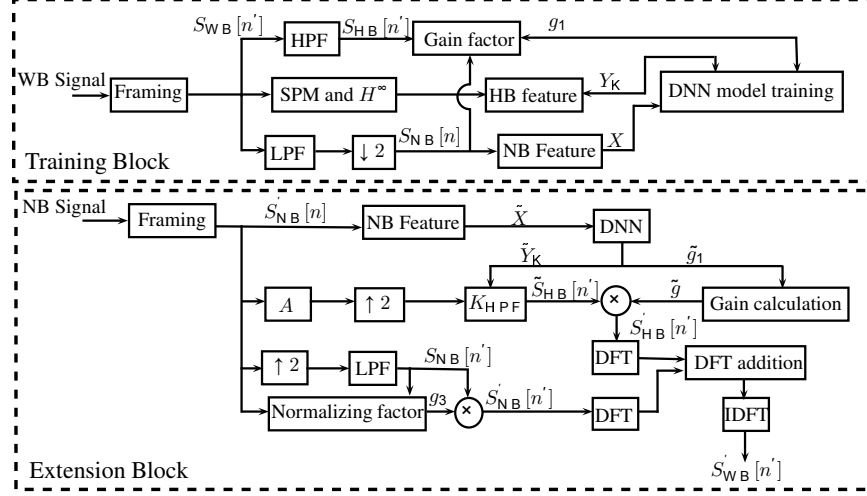 S_WB[n'] HPF S_HB[n'] Gain factor g_1
WB Signal Framing SPM and H^∞ HB feature Y_K DNN model training
LPF ↓ 2 S_NB[n] NB Feature X
Training Block
NB Signal Framing S'_NB[n] NB Feature X̃ DNN
Ỹ_K g̃_1
A ↑ 2 K_HPF S̃_HB[n'] × g̃ Gain calculation
S'_HB[n']
↑ 2 LPF S_NB[n'] DFT DFT addition
Normalizing factor g_3 × S'_NB[n'] DFT IDFT
Extension Block S'_WB[n']